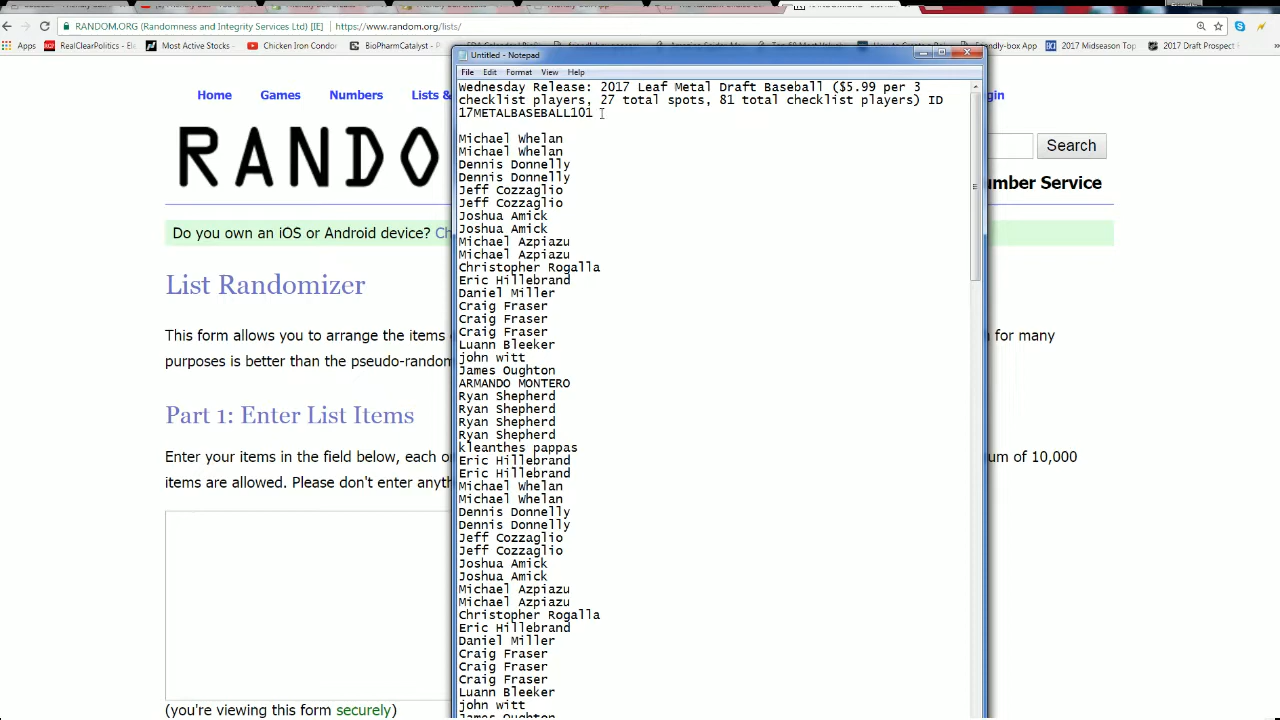 RANDOM.ORG (Randomness and Integrity Services Ltd) [IE]
https://www.random.org/lists/
Apps
RealClearPolitics - El
Most Active Stocks
Chicken Iron Condor
BioPharmCatalyst -
2017 Midseason Top
2017 Draft Prospect
Untitled - Notepad
File Edit Format View Help
Wednesday Release: 2017 Leaf Metal Draft Baseball ($5.99 per 3
checklist players, 27 total spots, 81 total checklist players) ID
17METALBASEBALL101
Michael Whelan
Michael Whelan
Dennis Donnelly
Dennis Donnelly
Jeff Cozzaglio
Jeff Cozzaglio
Joshua Amick
Joshua Amick
Michael Azpiazu
Michael Azpiazu
Christopher Rogalla
Eric Hillebrand
Daniel Miller
Craig Fraser
Craig Fraser
Craig Fraser
Luann Bleeker
john witt
James Oughton
ARMANDO MONTERO
Ryan Shepherd
Ryan Shepherd
Ryan Shepherd
Ryan Shepherd
kleanthes pappas
Eric Hillebrand
Eric Hillebrand
Michael Whelan
Michael Whelan
Dennis Donnelly
Dennis Donnelly
Jeff Cozzaglio
Jeff Cozzaglio
Joshua Amick
Joshua Amick
Michael Azpiazu
Michael Azpiazu
Christopher Rogalla
Eric Hillebrand
Daniel Miller
Craig Fraser
Craig Fraser
Craig Fraser
Luann Bleeker
john witt
James Oughton
Home Games Numbers Lists &
gin
RANDO
Search
umber Service
Do you own an iOS or Android device? Ch
List Randomizer
This form allows you to arrange the items
h for many
purposes is better than the pseudo-random
Part 1: Enter List Items
Enter your items in the field below, each o
um of 10,000
items are allowed. Please don't enter anyth
(you're viewing this form securely)